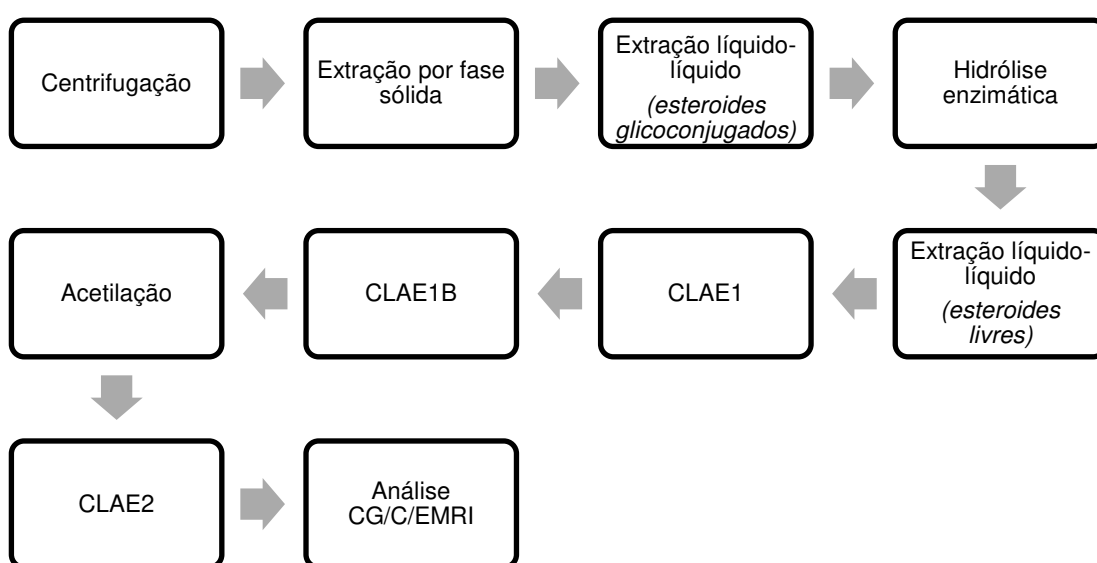 Centrifugação
Extração por fase
sólida
Extração líquido-
líquido
(esteroides
glicoconjugados)
Hidrólise
enzimática
Extração líquido-
líquido
(esteroides
livres)
CLAE1
CLAE1B
Acetilação
CLAE2
Análise
CG/C/EMRI